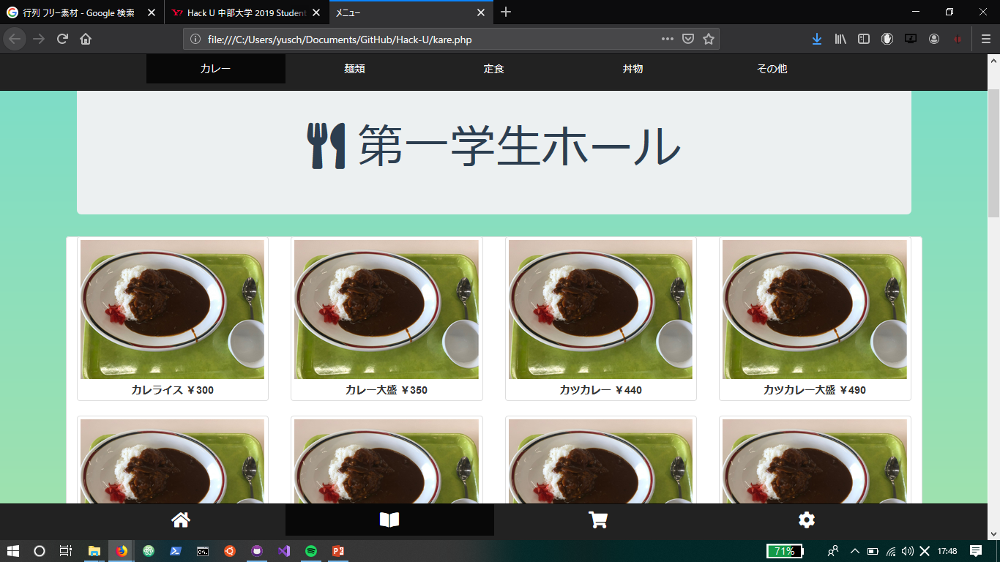 行列 フリー素材 - Google 検索
Hack U 中部大学 2019 Student
メニュー
file:///C:/Users/yusch/Documents/GitHub/Hack-U/kare.php
カレー
麺類
定食
丼物
その他
第一学生ホール
カレライス ￥300
カレー大盛 ￥350
カツカレー ￥440
カツカレー大盛 ￥490
71%
17:48